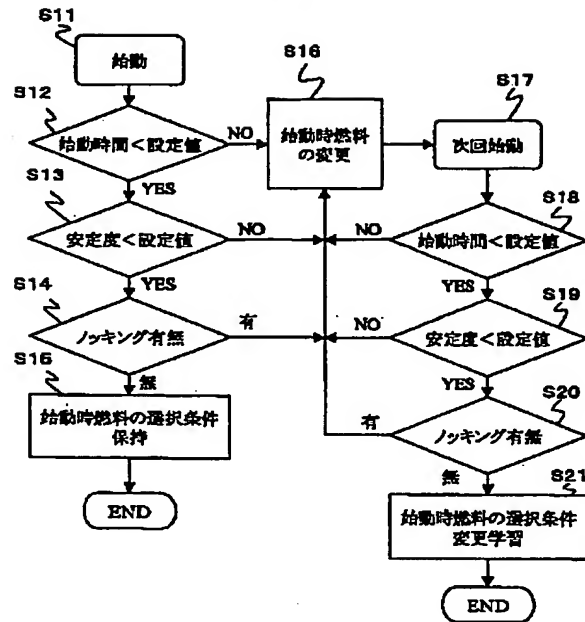 S11
始動
S12
始動時間<設定値
NO
YES
S13
安定度<設定値
NO
YES
S14
ノッキング有無
有
無
S15
始動時燃料の選択条件
保持
END
S16
始動時燃料
の変更
S17
次回始動
S18
始動時間<設定値
NO
YES
S19
安定度<設定値
NO
YES
S20
ノッキング有無
有
無
S21
始動時燃料の選択条件
変更学習
END